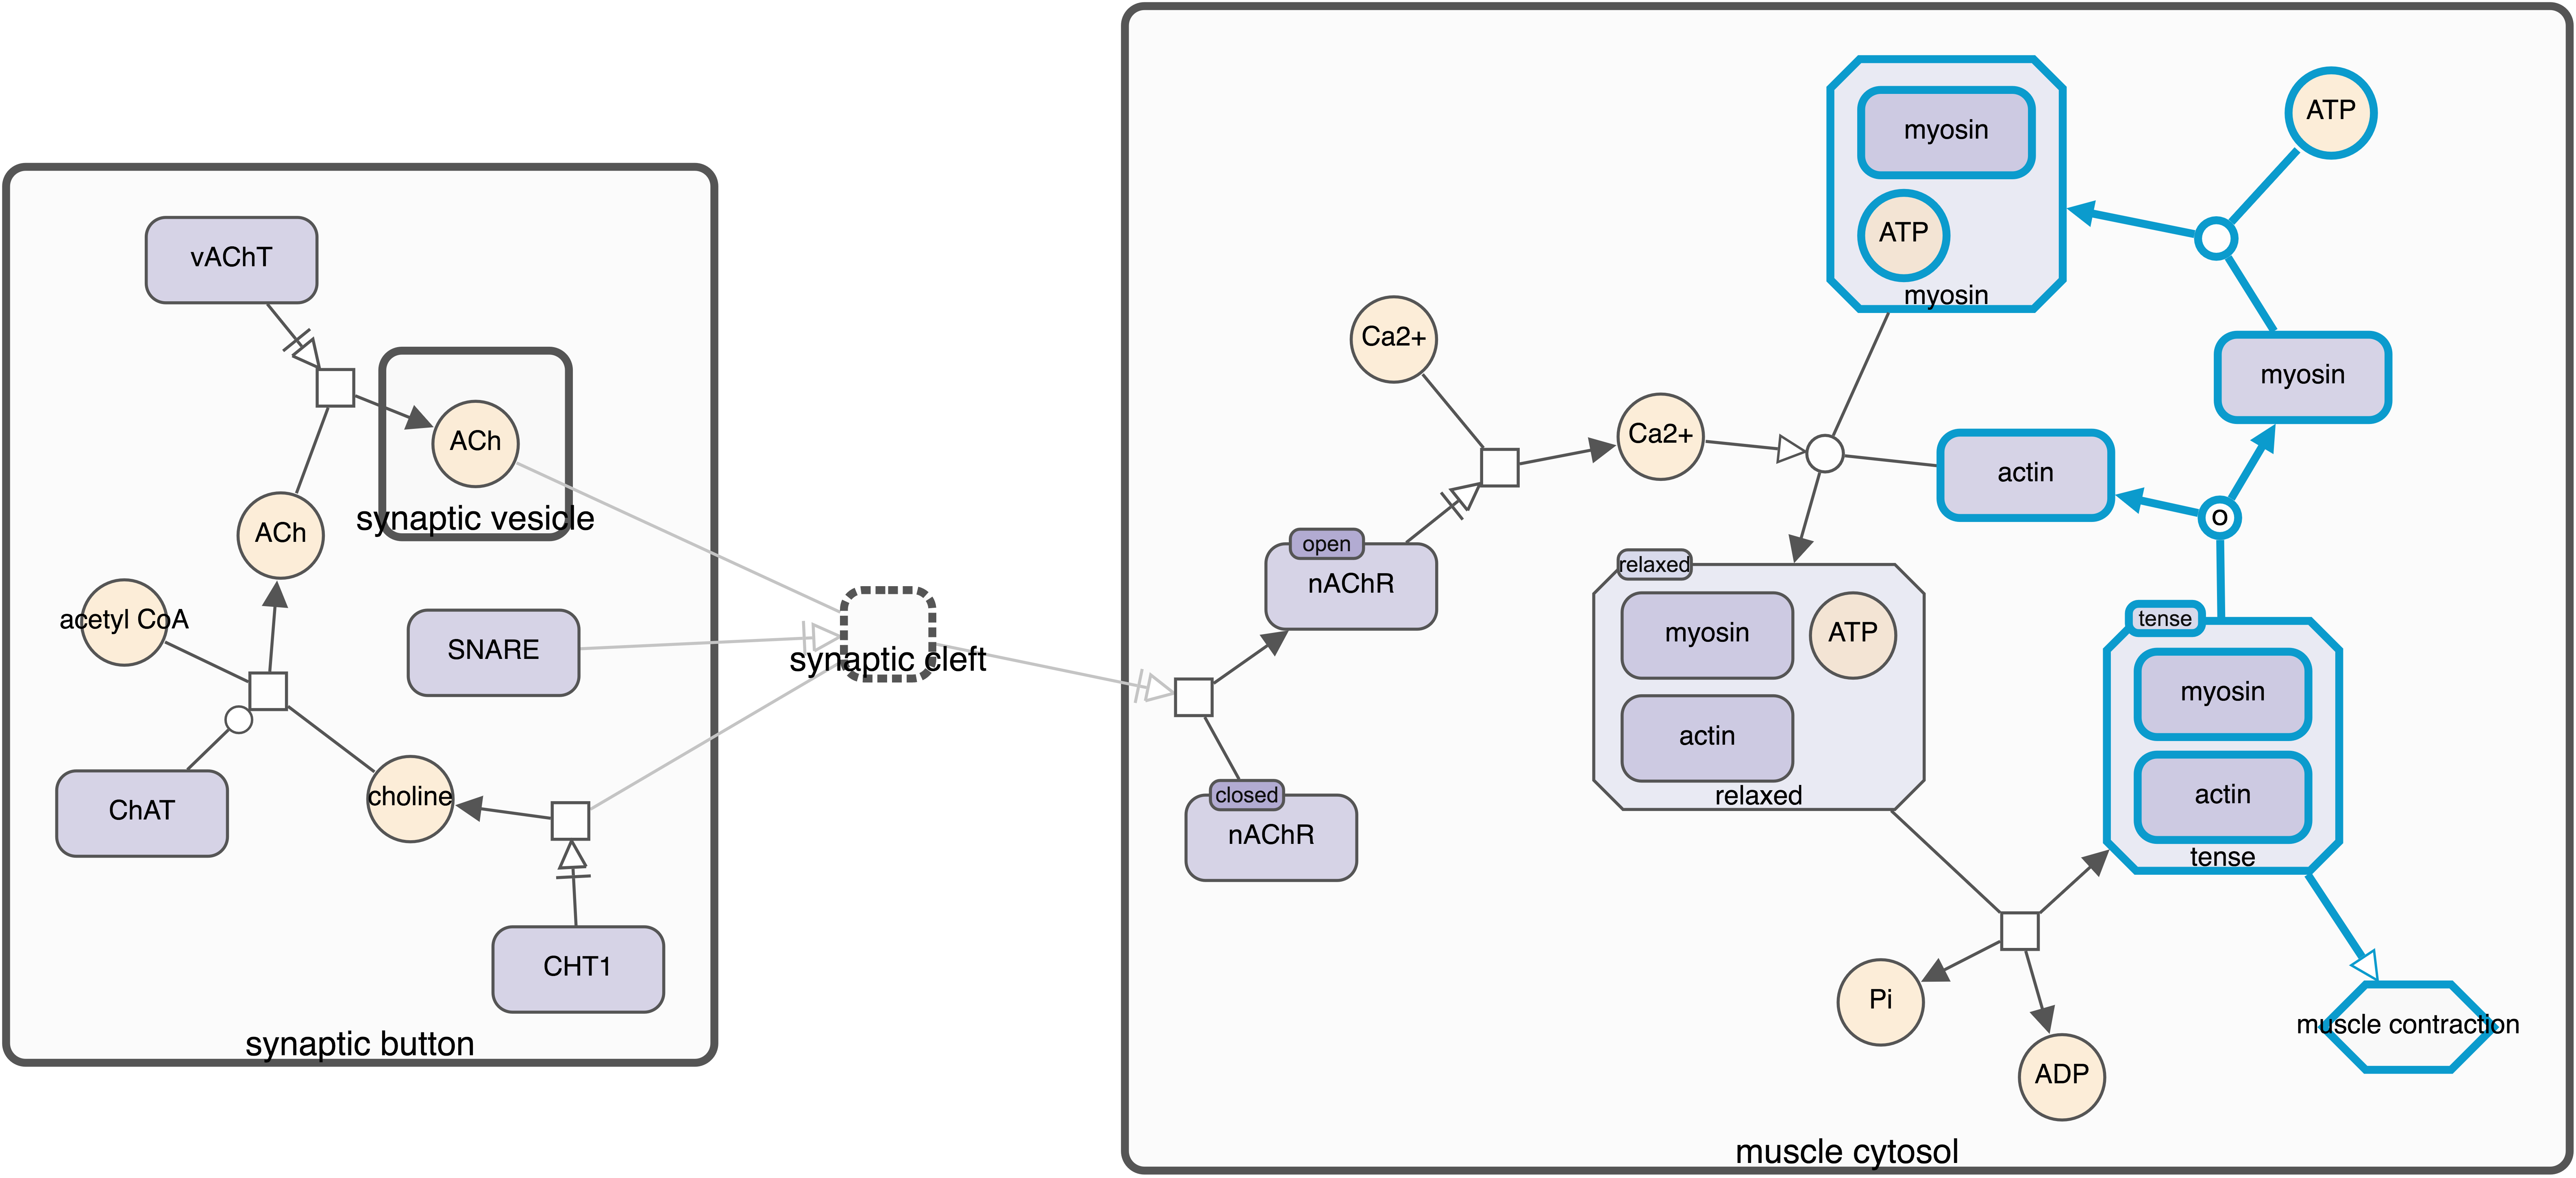 vAChT
ACh
synaptic vesicle
ACh
acetyl CoA
SNARE
ChAT
choline
CHT1
synaptic button
synaptic cleft
myosin
ATP
myosin
ATP
Ca2+
Ca2+
myosin
actin
o
open
nAChR
closed
nAChR
relaxed
myosin
ATP
actin
relaxed
tense
myosin
actin
tense
Pi
ADP
muscle contraction
muscle cytosol